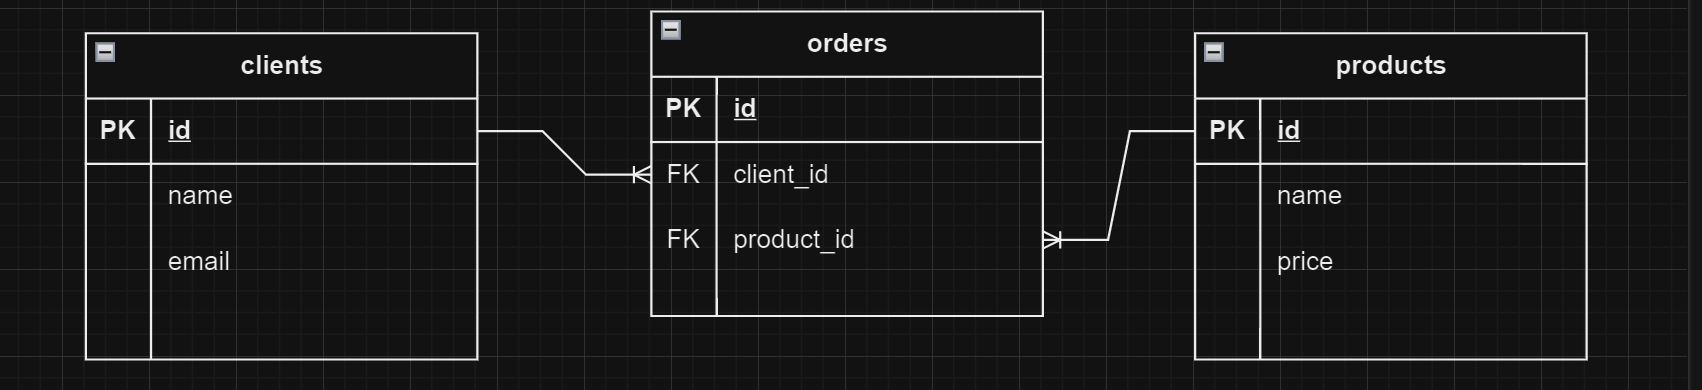 clients
PK id
name
email
orders
PK id
FK client_id
FK product_id
products
PK id
name
price